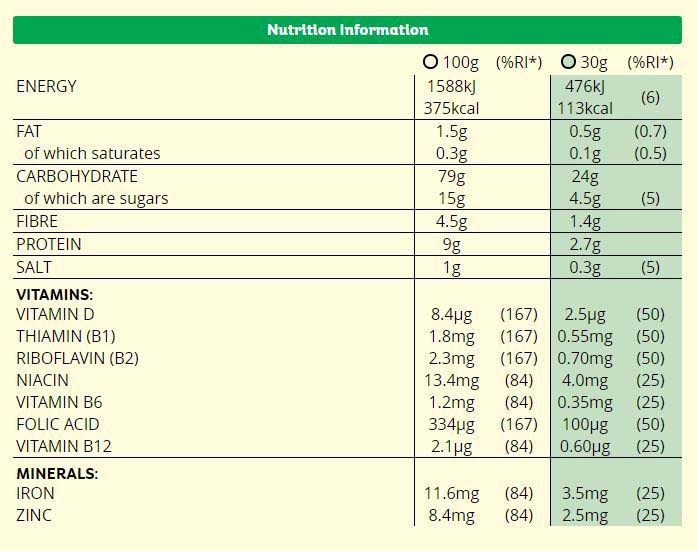 Nutrition Information
100g (%RI*) 30g (%RI*)
ENERGY 1588kJ 476kJ
375kcal 113kcal (6)
FAT 1.5g 0.5g (0.7)
of which saturates 0.3g 0.1g (0.5)
CARBOHYDRATE 79g 24g
of which are sugars 15g 4.5g (5)
FIBRE 4.5g 1.4g
PROTEIN 9g 2.7g
SALT 1g 0.3g (5)
VITAMINS:
VITAMIN D 8.4µg (167) 2.5µg (50)
THIAMIN (B1) 1.8mg (167) 0.55mg (50)
RIBOFLAVIN (B2) 2.3mg (167) 0.70mg (50)
NIACIN 13.4mg (84) 4.0mg (25)
VITAMIN B6 1.2mg (84) 0.35mg (25)
FOLIC ACID 334µg (167) 100µg (50)
VITAMIN B12 2.1µg (84) 0.60µg (25)
MINERALS:
IRON 11.6mg (84) 3.5mg (25)
ZINC 8.4mg (84) 2.5mg (25)